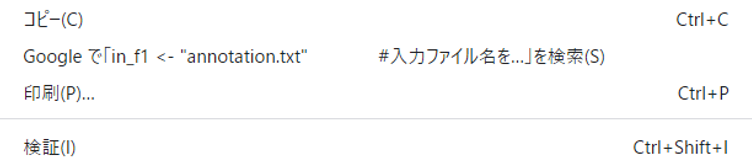 コピー(C) Ctrl+C
Google で「in_f1 <- "annotation.txt" #入力ファイル名を...」を検索(S)
印刷(P)... Ctrl+P
検証(I) Ctrl+Shift+I